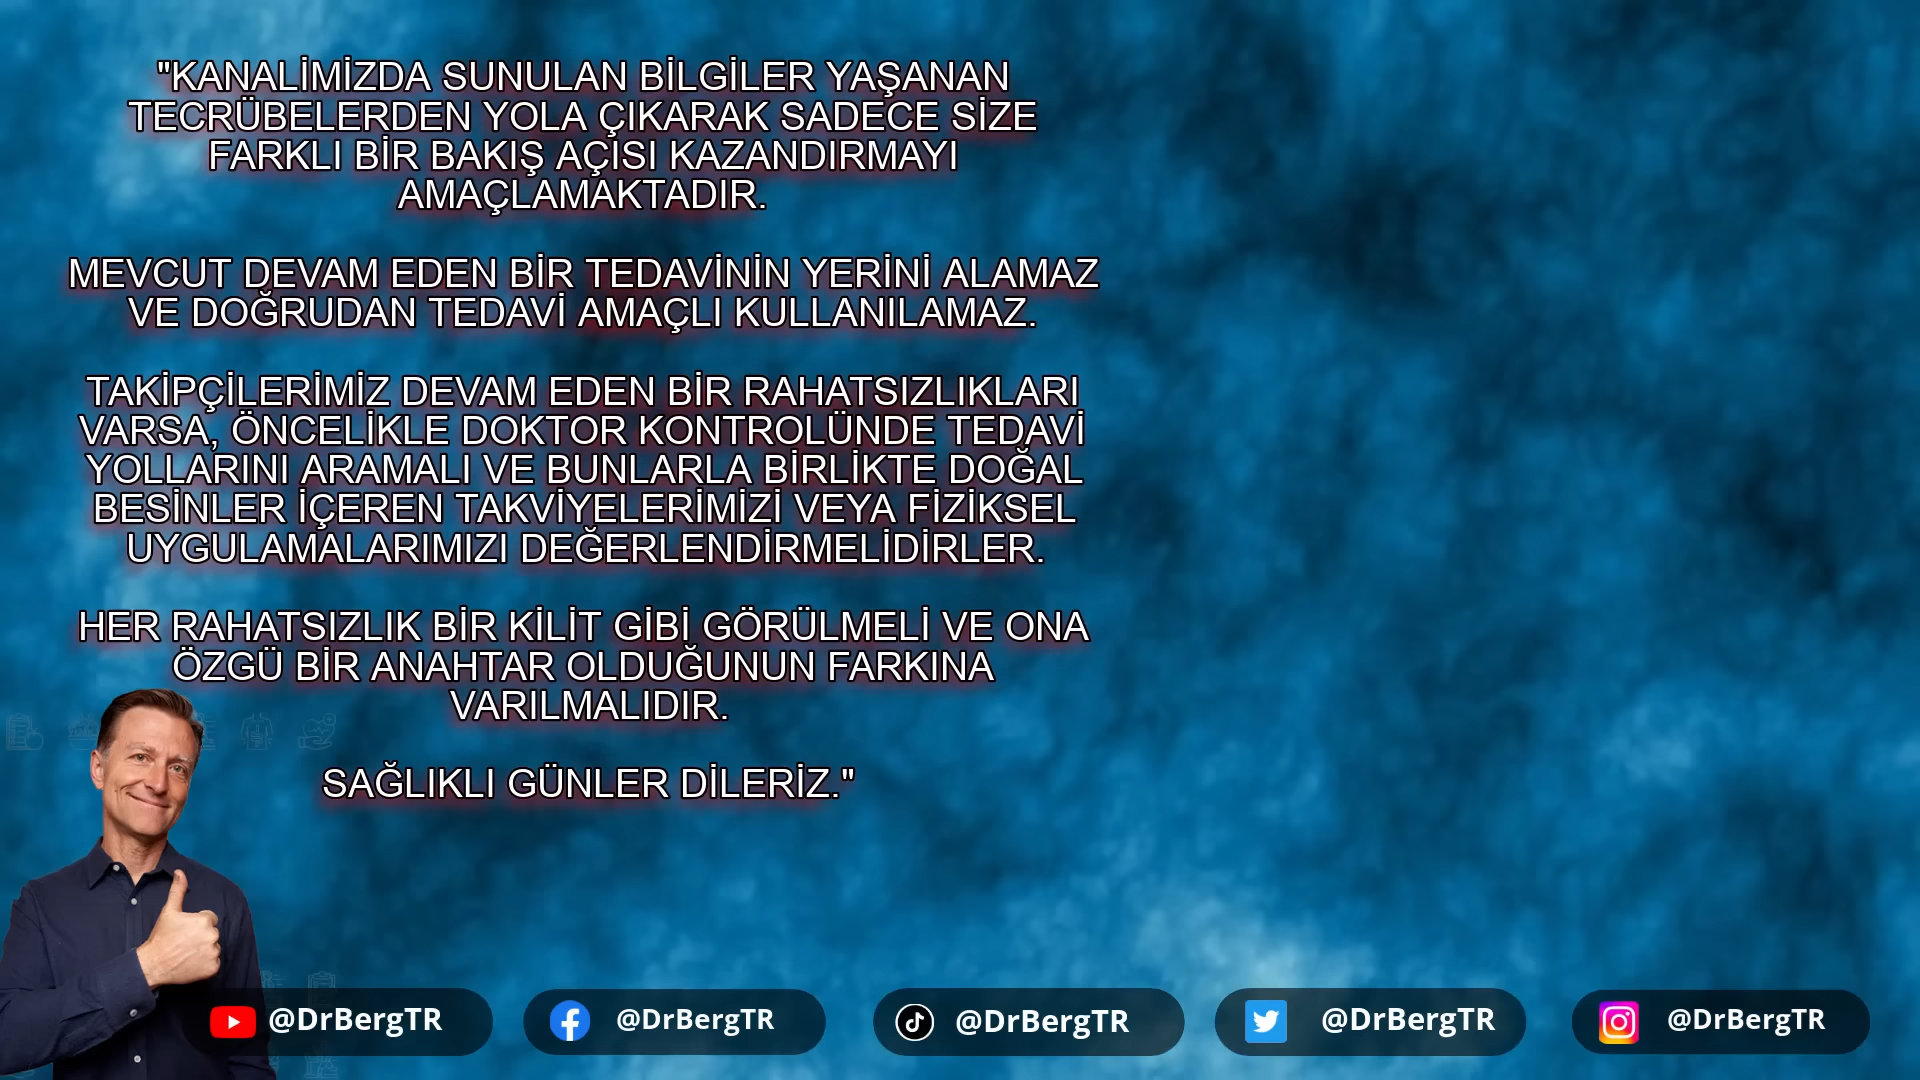 "KANALİMİZDA SUNULAN BİLGİLER YAŞANAN
TECRÜBELERDEN YOLA ÇIKARAK SADECE SİZE
FARKLI BİR BAKIŞ AÇISI KAZANDIRMAYI
AMAÇLAMAKTADIR.
MEVCUT DEVAM EDEN BİR TEDAVİNİN YERİNİ ALAMAZ
VE DOĞRUDAN TEDAVİ AMAÇLI KULLANILAMAZ.
TAKİPÇİLERİMİZ DEVAM EDEN BİR RAHATSIZLIKLARI
VARSA, ÖNCELİKLE DOKTOR KONTROLÜNDE TEDAVİ
YOLLARINI ARAMALI VE BUNLARLA BİRLİKTE DOĞAL
BESİNLER İÇEREN TAKVİYELERİMİZİ VEYA FİZİKSEL
UYGULAMALARIMIZI DEĞERLENDİRMELİDİRLER.
HER RAHATSIZLIK BİR KİLİT GİBİ GÖRÜLMELİ VE ONA
ÖZGÜ BİR ANAHTAR OLDUĞUNUN FARKINA
VARILMALIDIR.
SAĞLIKLI GÜNLER DİLERİZ."
@DrBergTR @DrBergTR @DrBergTR @DrBergTR @DrBergTR